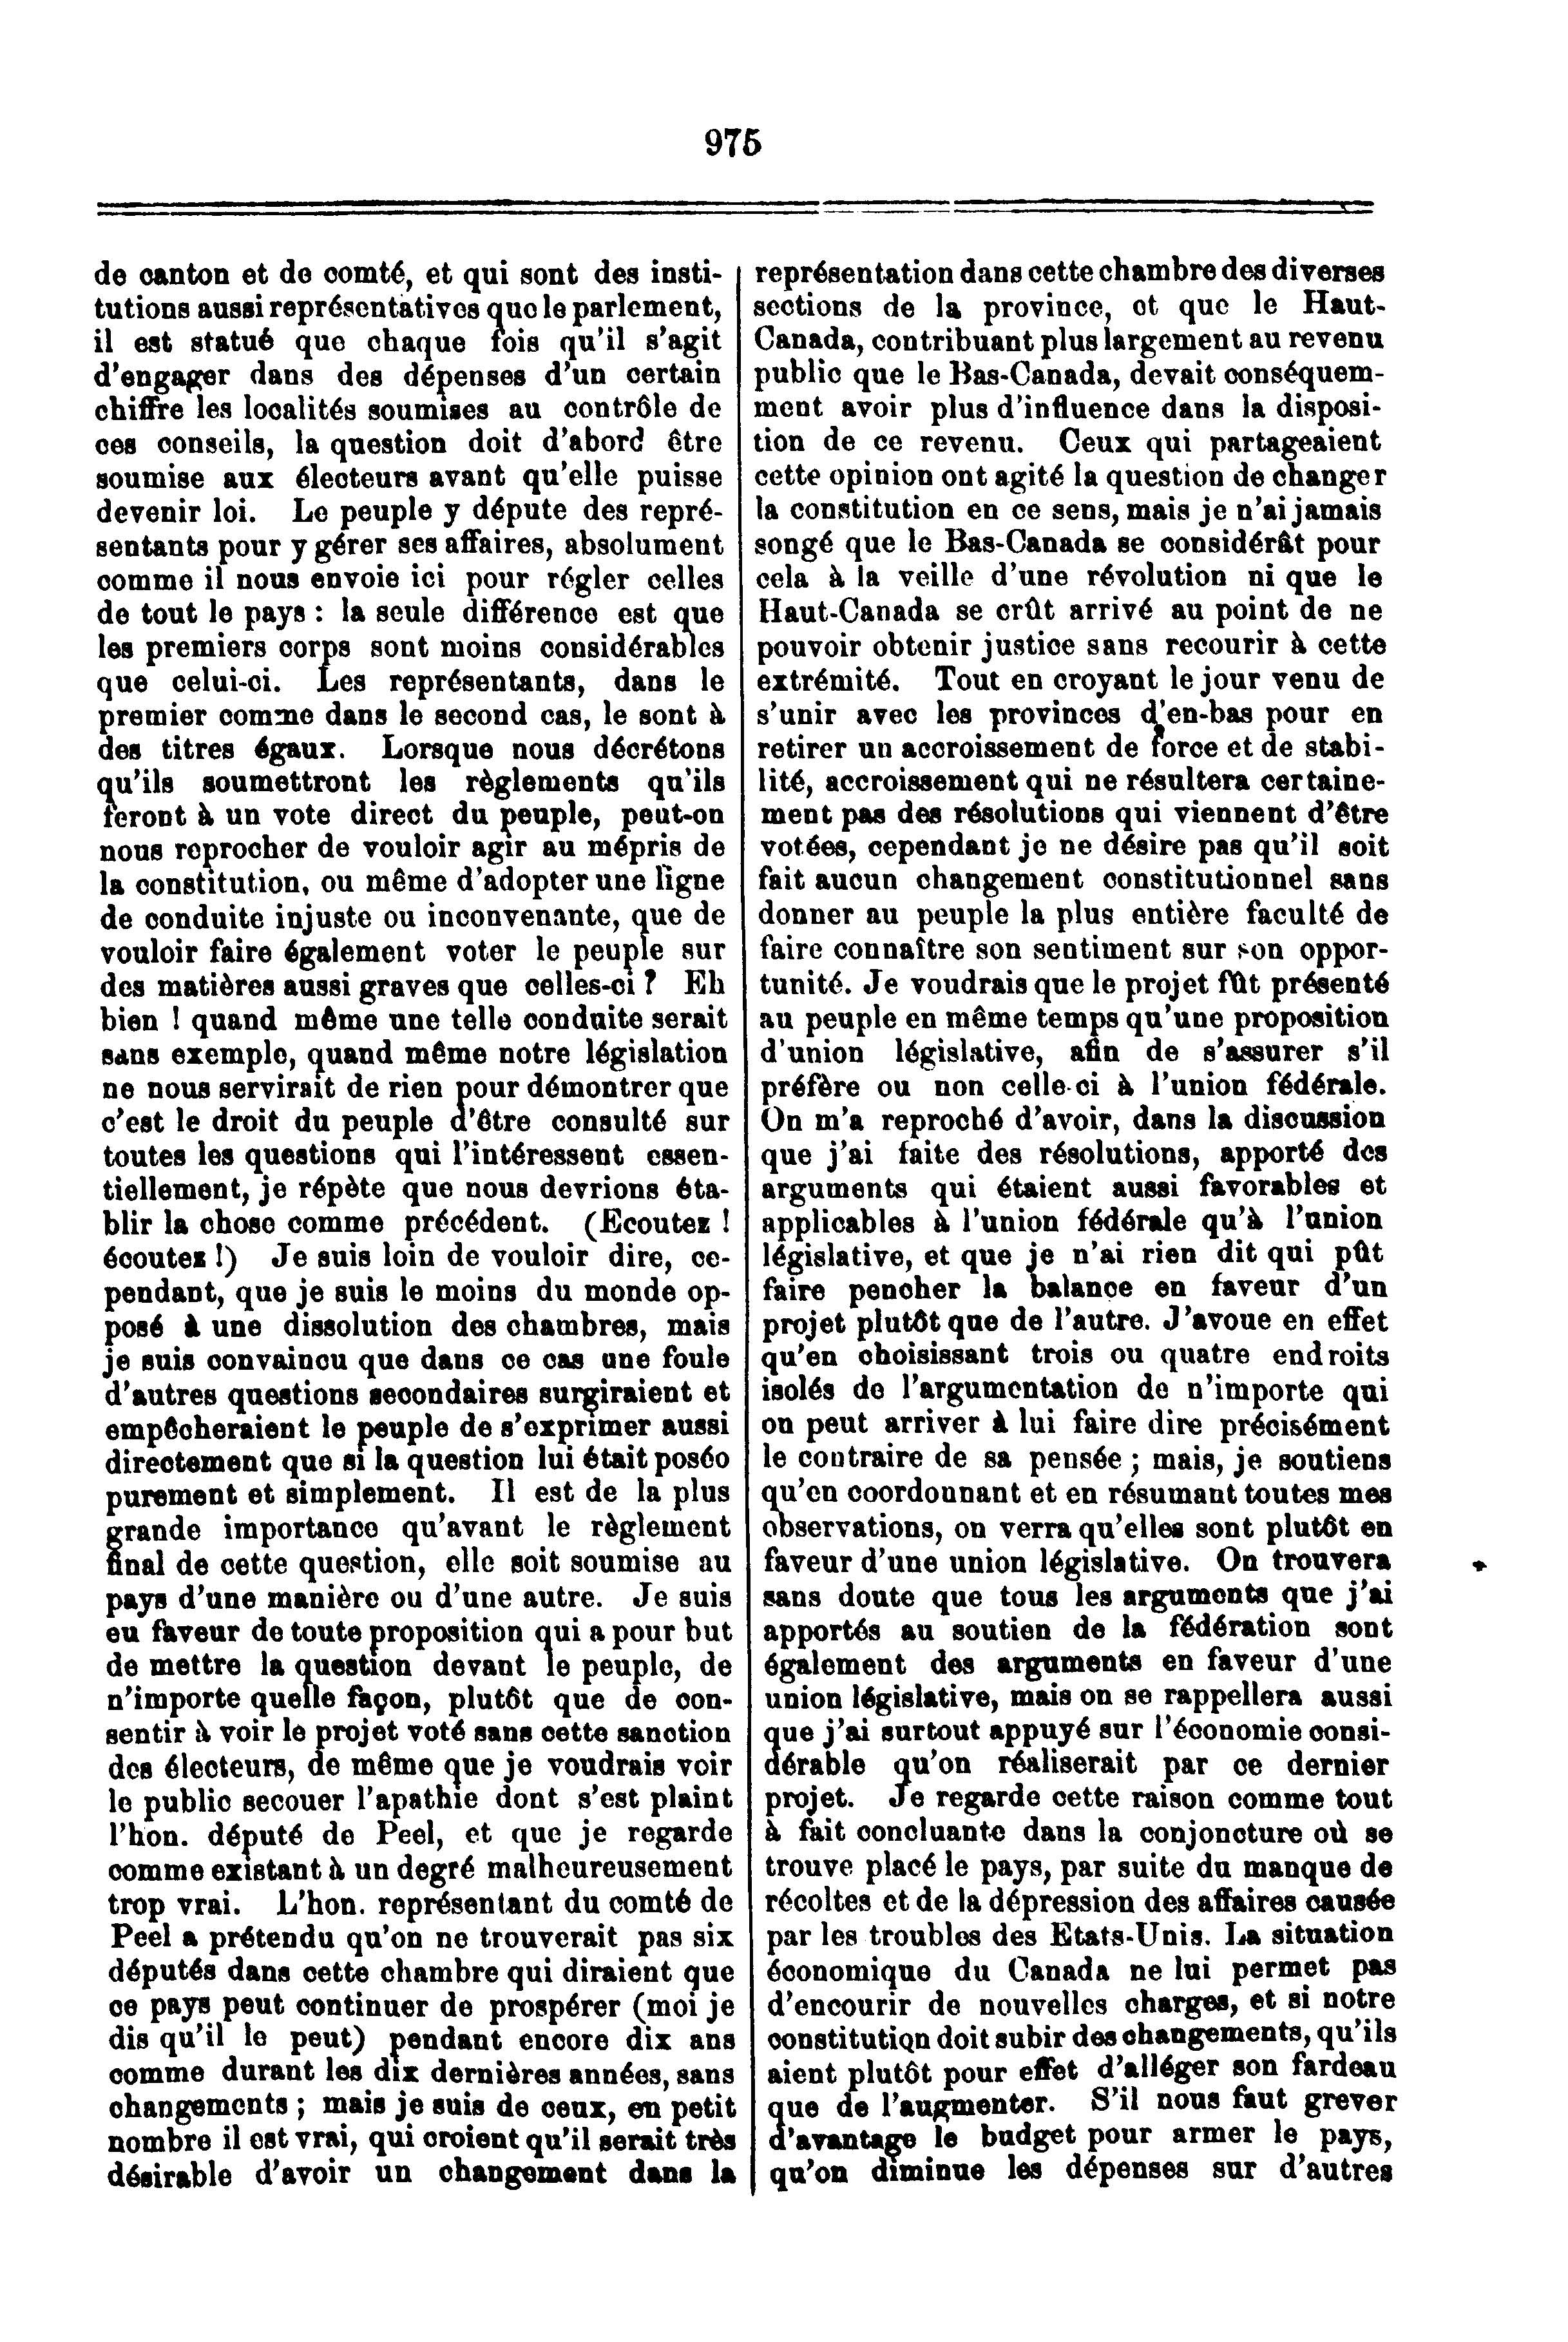 975
de canton et de comté, et qui sont des insti-
tutions aussi représentatives que le parlement,
il est statué que chaque fois qu'il s'agit
d'engager dans des dépenses d'un certain
chiffre les localités soumises au contrôle de
ces conseils, la question doit d'abord être
soumise aux électeurs avant qu'elle puisse
devenir loi. Le peuple y députe des repré-
sentants pour y gérer ses affaires, absolument
comme il nous envoie ici pour régler celles
de tout le pays : la seule différence est que
les premiers corps sont moins considérables
que celui-ci. Les représentants, dans le
premier comme dans le second cas, le sont à
des titres égaux. Lorsque nous décrétons
qu'ils soumettront les règlements qu'ils
feront à un vote direct du peuple, peut-on
nous reprocher de vouloir agir au mépris de
la constitution, ou même d'adopter une ligne
de conduite injuste ou inconvenante, que de
vouloir faire également voter le peuple sur
des matières aussi graves que celles-ci ? Eh
bien ! quand même une telle conduite serait
sans exemple, quand même notre législation
ne nous servirait de rien pour démontrer que
c'est le droit du peuple d'être consulté sur
toutes les questions qui l'intéressent essen-
tiellement, je répète que nous devrions éta-
blir la chose comme précédent. (Ecoutez !
écoutez !) Je suis loin de vouloir dire, ce-
pendant, que je suis le moins du monde op-
posé à une dissolution des chambres, mais
je suis convaincu que dans ce cas une foule
d'autres questions secondaires surgiraient et
empêcheraient le peuple de s'exprimer aussi
directement que si la question lui était posée
purement et simplement. Il est de la plus
grande importance qu'avant le règlement
final de cette question, elle soit soumise au
pays d'une manière ou d'une autre. Je suis
eu faveur de toute proposition qui a pour but
de mettre la question devant le peuple, de
n'importe quelle façon, plutôt que de con-
sentir à voir le projet voté sans cette sanction
des électeurs, de même que je voudrais voir
le public secouer l'apathie dont s'est plaint
l'hon. député de Peel, et que je regarde
comme existant à un degré malheureusement
trop vrai. L'hon. représentant du comté de
Peel a prétendu qu'on ne trouverait pas six
députés dans cette chambre qui diraient que
ce pays peut continuer de prospérer (moi je
dis qu'il le peut) pendant encore dix ans
comme durant les dix dernières années, sans
changements ; mais je suis de ceux, en petit
nombre il est vrai, qui croient qu'il serait très
désirable d'avoir un changement dans la
représentation dans cette chambre des diverses
sections de la province, et que le Haut-
Canada, contribuant plus largement au revenu
public que le Bas-Canada, devait conséquem-
ment avoir plus d'influence dans la disposi-
tion de ce revenu. Ceux qui partageaient
cette opinion ont agité la question de changer
la constitution en ce sens, mais je n'ai jamais
songé que le Bas-Canada se considérât pour
cela à la veille d'une révolution ni que le
Haut-Canada se crût arrivé au point de ne
pouvoir obtenir justice sans recourir à cette
extrémité. Tout en croyant le jour venu de
s'unir avec les provinces d'en-bas pour en
retirer un accroissement de force et de stabi-
lité, accroissement qui ne résultera certaine-
ment pas des résolutions qui viennent d'être
votées, cependant je ne désire pas qu'il soit
fait aucun changement constitutionnel sans
donner au peuple la plus entière faculté de
faire connaître son sentiment sur son oppor-
tunité. Je voudrais que le projet fût présenté
au peuple en même temps qu'une proposition
d'union législative, afin de s'assurer s'il
préfère ou non celle-ci à l'union fédérale.
On m'a reproché d'avoir, dans la discussion
que j'ai faite des résolutions, apporté des
arguments qui étaient aussi favorables et
applicables à l'union fédérale qu'à l'union
législative, et que je n'ai rien dit qui pût
faire pencher la balance en faveur d'un
projet plutôt que de l'autre. J'avoue en effet
qu'en choisissant trois ou quatre endroits
isolés de l'argumentation de n'importe qui
on peut arriver à lui faire dire précisément
le contraire de sa pensée ; mais, je soutiens
qu'en coordonnant et en résumant toutes mes
observations, on verra qu'elles sont plutôt en
faveur d'une union législative. On trouvera
sans doute que tous les arguments que j'ai
apportés au soutien de la fédération sont
également des arguments en faveur d'une
union législative, mais on se rappellera aussi
que j'ai surtout appuyé sur l'économie consi-
dérable qu'on réaliserait par ce dernier
projet. Je regarde cette raison comme tout
à fait concluante dans la conjoncture où se
trouve placé le pays, par suite du manque de
récoltes et de la dépression des affaires causée
par les troubles des Etats-Unis. La situation
économique du Canada ne lui permet pas
d'encourir de nouvelles charges, et si notre
constitution doit subir des changements, qu'ils
aient plutôt pour effet d'alléger son fardeau
que de l'augmenter. S'il nous faut grever
d'avantage le budget pour armer le pays,
qu'on diminue les dépenses sur d'autres